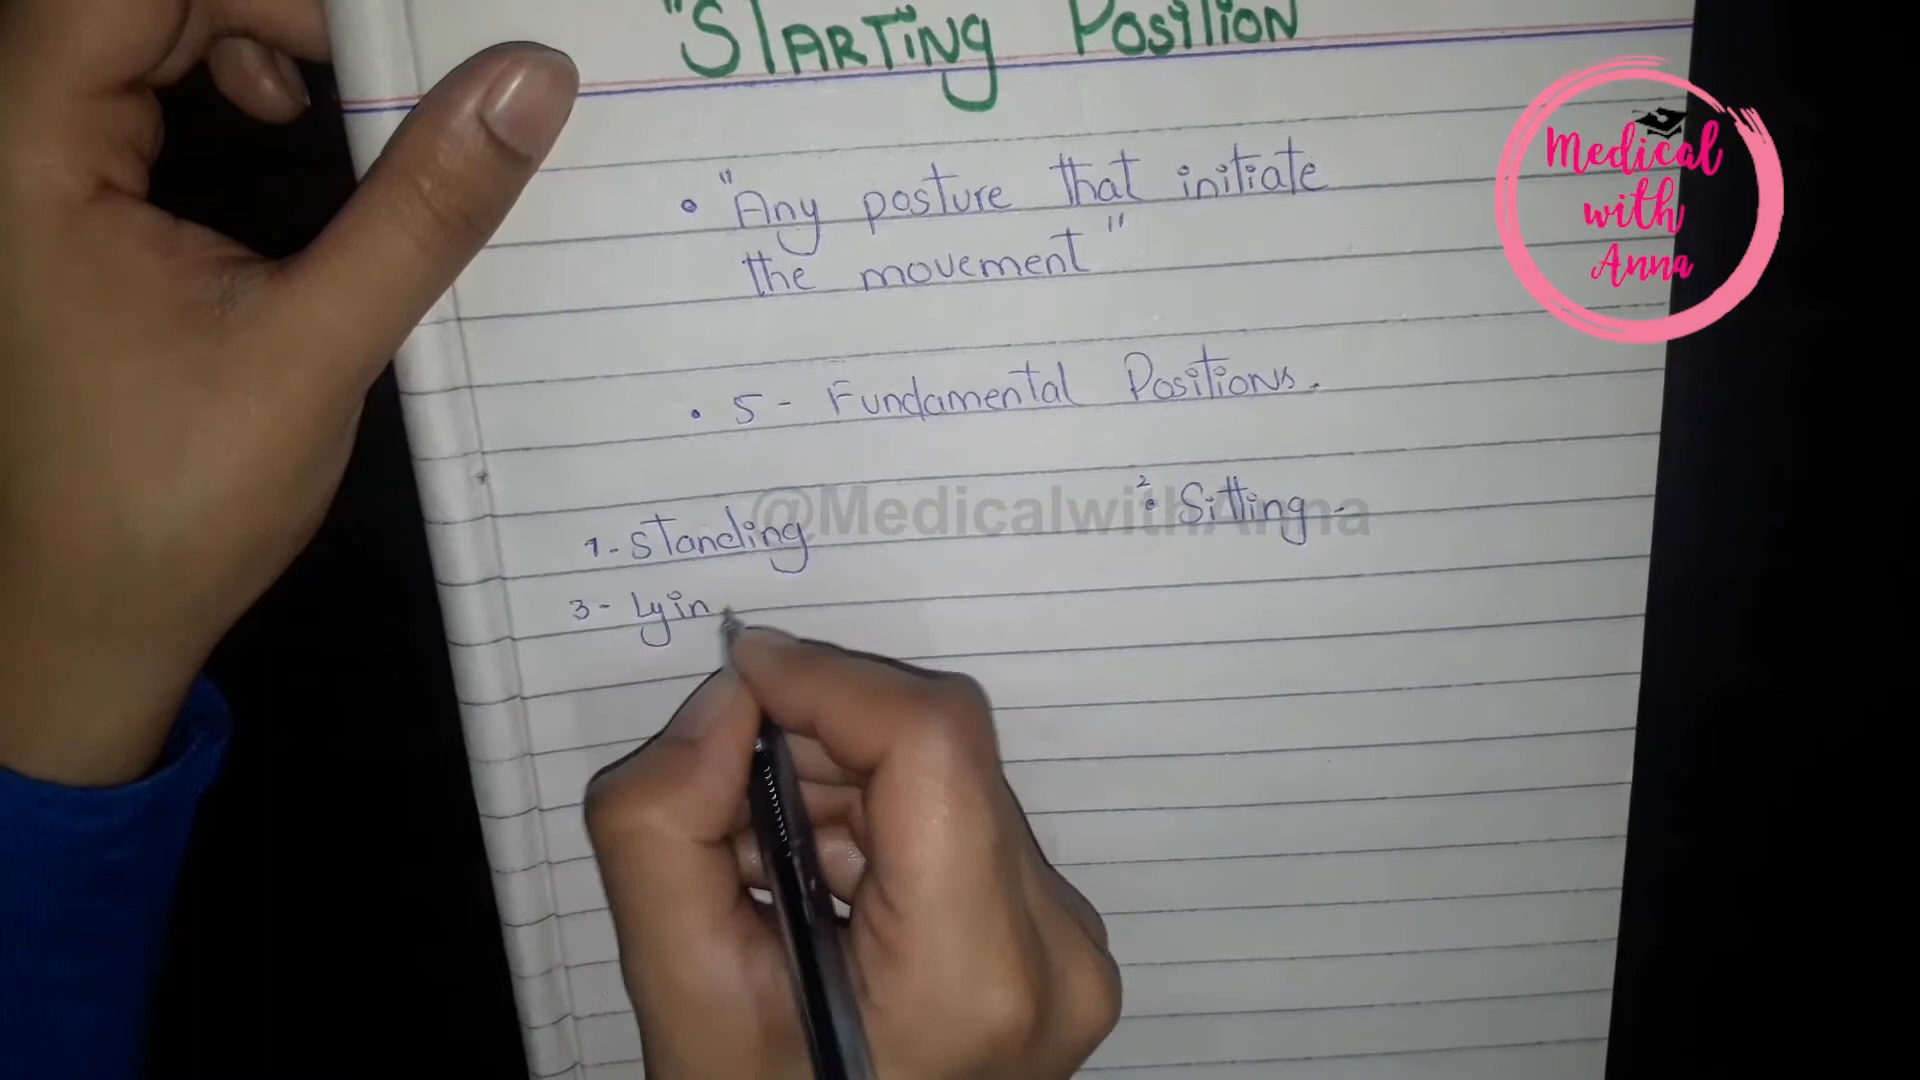 "STARTiNg Position
• "Any posture that initiate
the movement"
• 5 - Fundamental Positions.
1 - standing
2. Sitting -
3 - Lyin
@MedicalwithAnna
Medical
with
Anna